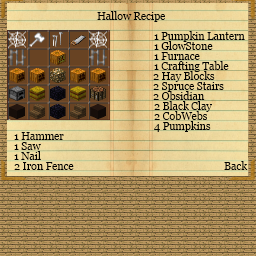 Hallow Recipe
1 Pumpkin Lantern
1 GlowStone
1 Furnace
1 Crafting Table
2 Hay Blocks
2 Spruce Stairs
2 Obsidian
2 Black Clay
2 CobWebs
4 Pumpkins
1 Hammer
1 Saw
1 Nail
2 Iron Fence
Back